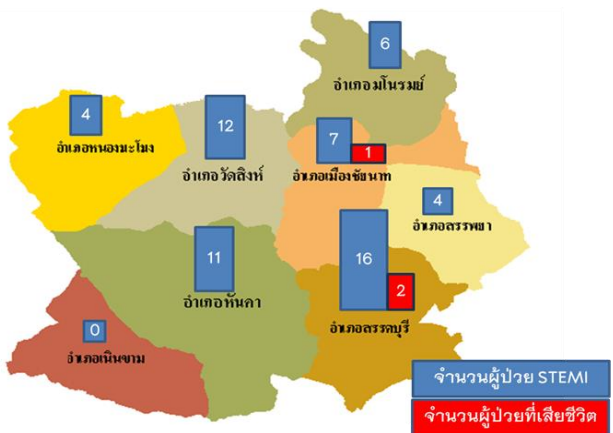 6
อำเภอมโนรมย์
4
อำเภอหนองมะโมง
12
อำเภอวัดสิงห์
7
1
อำเภอเมืองชัยนาท
4
อำเภอสรรพยา
11
อำเภอหันคา
16
2
อำเภอสรรคบุรี
0
อำเภอเนินขาม
จำนวนผู้ป่วย STEMI
จำนวนผู้ป่วยที่เสียชีวิต